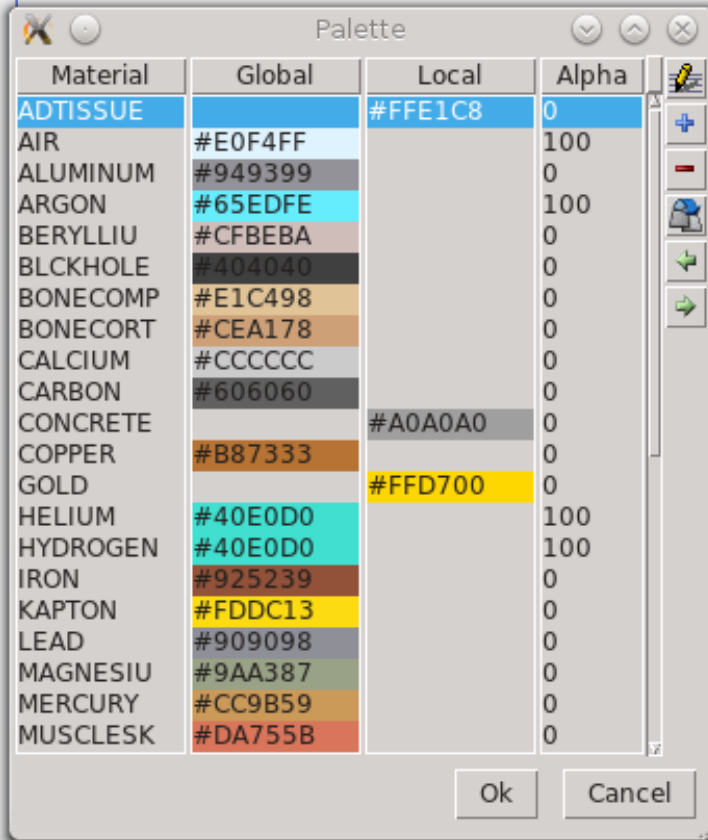 Palette
Material Global Local Alpha
ADTISSUE #FFE1C8 0
AIR #E0F4FF 100
ALUMINUM #949399 0
ARGON #65EDFE 100
BERYLLIU #CFBEBA 0
BLCKHOLE #404040 0
BONECOMP #E1C498 0
BONECORT #CEA178 0
CALCIUM #CCCCCC 0
CARBON #606060 0
CONCRETE #A0A0A0 0
COPPER #B87333 0
GOLD #FFD700 0
HELIUM #40E0D0 100
HYDROGEN #40E0D0 100
IRON #925239 0
KAPTON #FDDC13 0
LEAD #909098 0
MAGNESIU #9AA387 0
MERCURY #CC9B59 0
MUSCLESK #DA755B 0
Ok Cancel